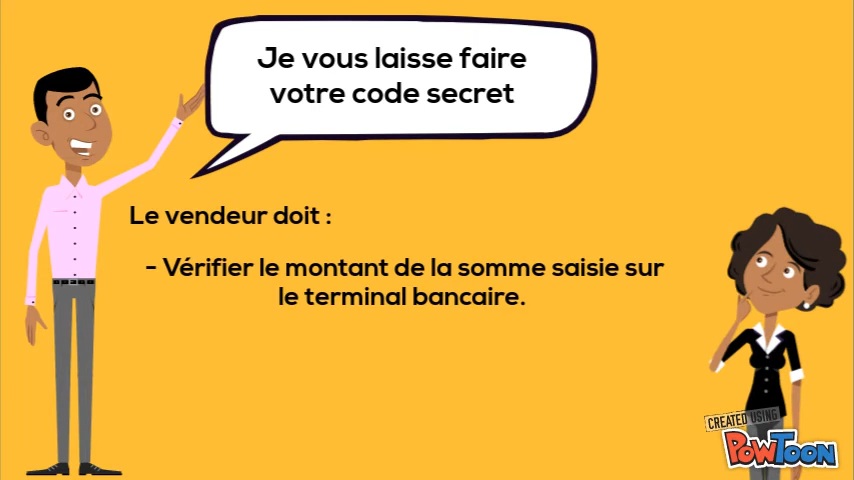 Je vous laisse faire
votre code secret
Le vendeur doit :
- Vérifier le montant de la somme saisie sur
le terminal bancaire.
CREATED USING
POWTOON